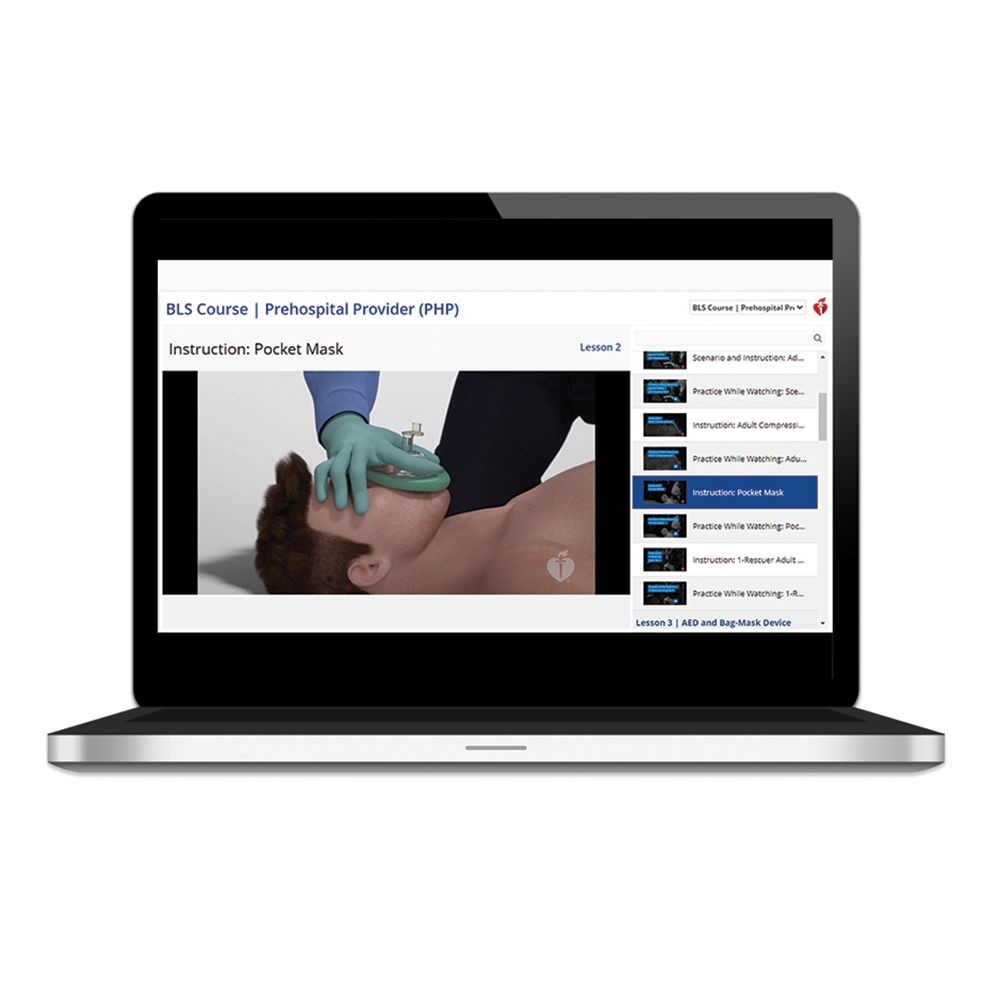 BLS Course | Prehospital Provider (PHP)
BLS Course | Prehospital Pr
Instruction: Pocket Mask
Lesson 2
Scenario and Instruction: Ad...
Practice While Watching: Sce...
Instruction: Adult Compressi...
Practice While Watching: Adu...
Instruction: Pocket Mask
Practice While Watching: Poc...
Instruction: 1-Rescuer Adult ...
Practice While Watching: 1-R...
Lesson 3 | AED and Bag-Mask Device